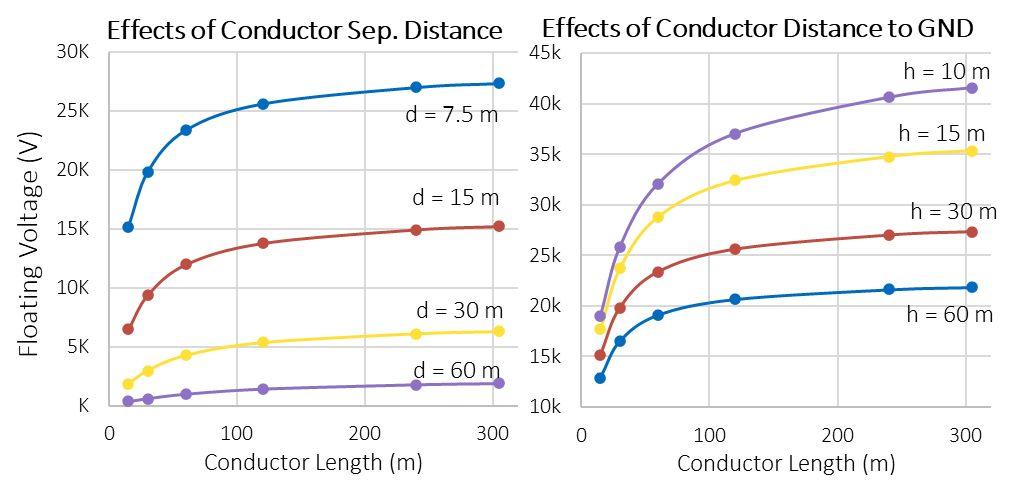 Effects of Conductor Sep. Distance
Floating Voltage (V)
30K
25K
20K
15K
10K
5K
K
d = 7.5 m
d = 15 m
d = 30 m
d = 60 m
0 100 200 300
Conductor Length (m)
Effects of Conductor Distance to GND
45k
40k
35k
30k
25k
20k
15k
10k
h = 10 m
h = 15 m
h = 30 m
h = 60 m
0 100 200 300
Conductor Length (m)